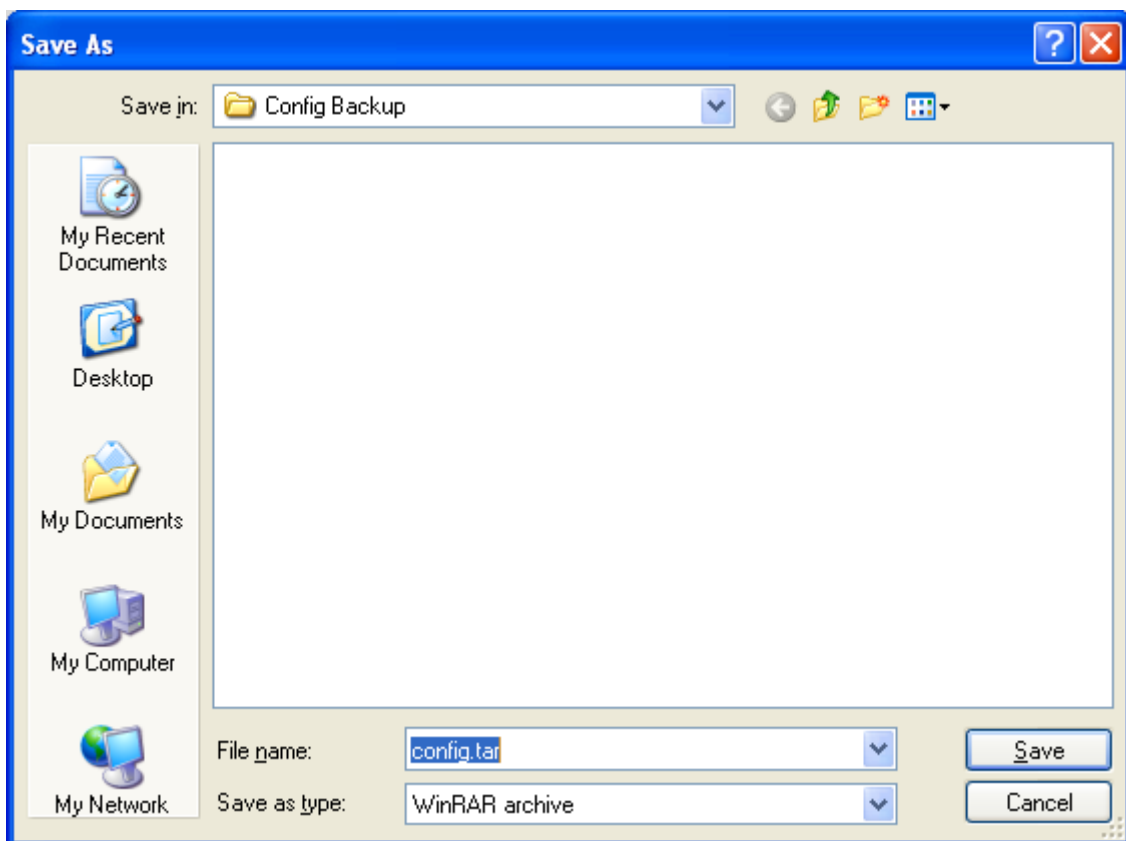 Save As
Save in: Config Backup
My Recent
Documents
Desktop
My Documents
My Computer
My Network
File name: config.tar Save
Save as type: WinRAR archive Cancel